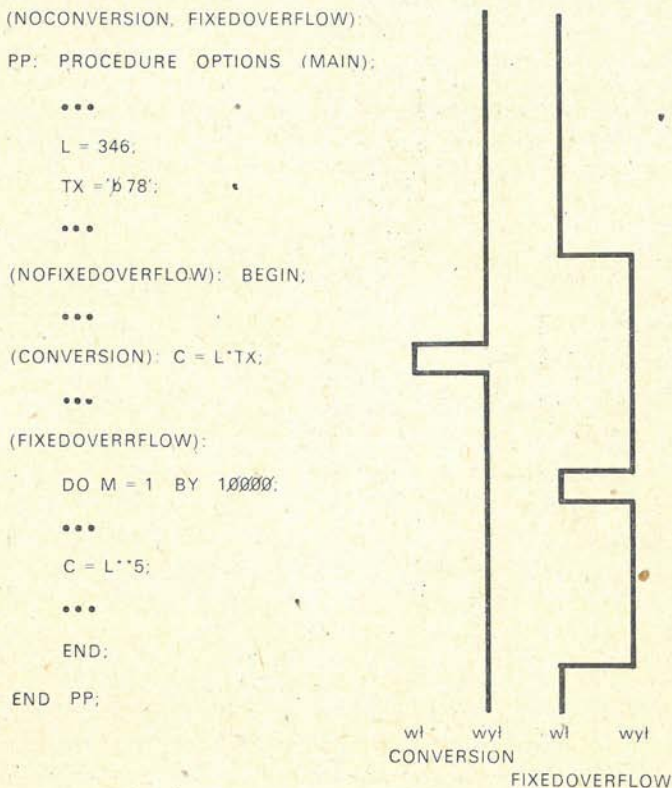 (NOCONVERSION, FIXEDOVERFLOW):
PP: PROCEDURE OPTIONS (MAIN);
•••
L = 346;
TX = 'ƀ78';
•••
(NOFIXEDOVERFLOW): BEGIN;
•••
(CONVERSION): C = L*TX;
•••
(FIXEDOVERRFLOW):
DO M = 1 BY 1ØØØØ;
•••
C = L**5;
•••
END;
END PP;
wł wył wł wył
CONVERSION
FIXEDOVERFLOW